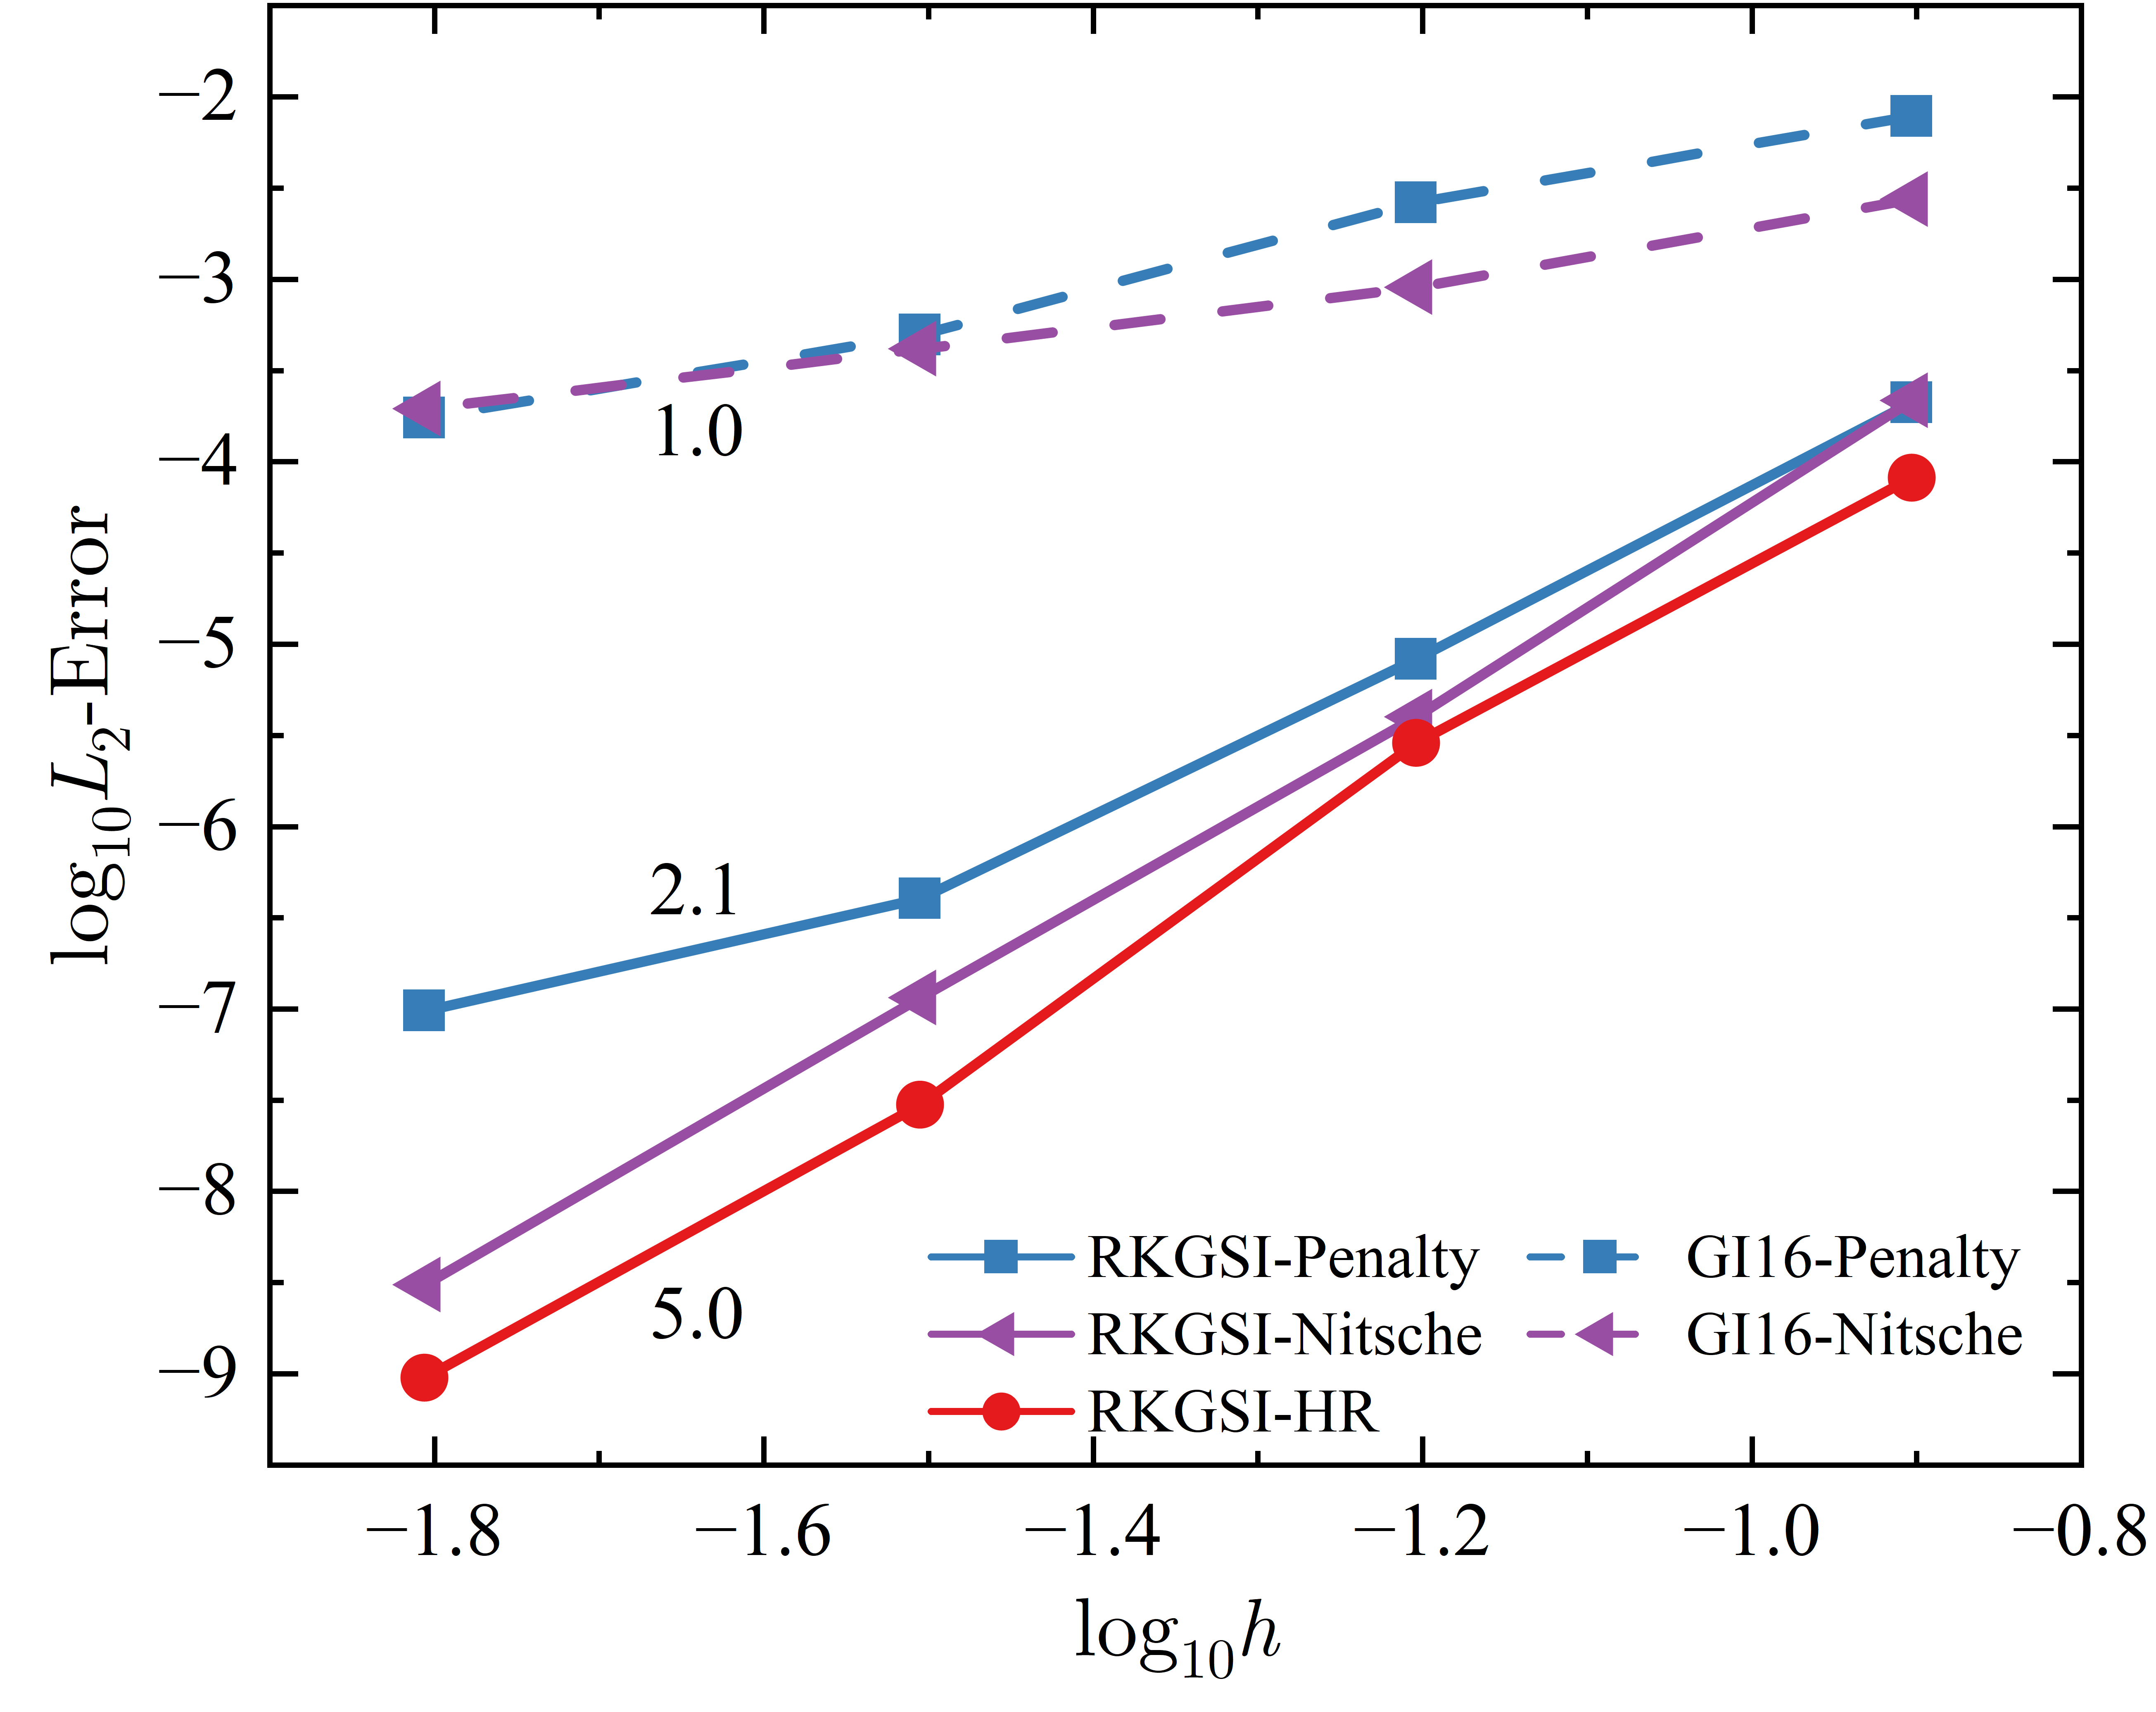 −2
−3
−4
−5
−6
−7
−8
−9
log₁₀L₂-Error
1.0
2.1
5.0
RKGSI-Penalty
GI16-Penalty
RKGSI-Nitsche
GI16-Nitsche
RKGSI-HR
−1.8 −1.6 −1.4 −1.2 −1.0 −0.8
log₁₀h